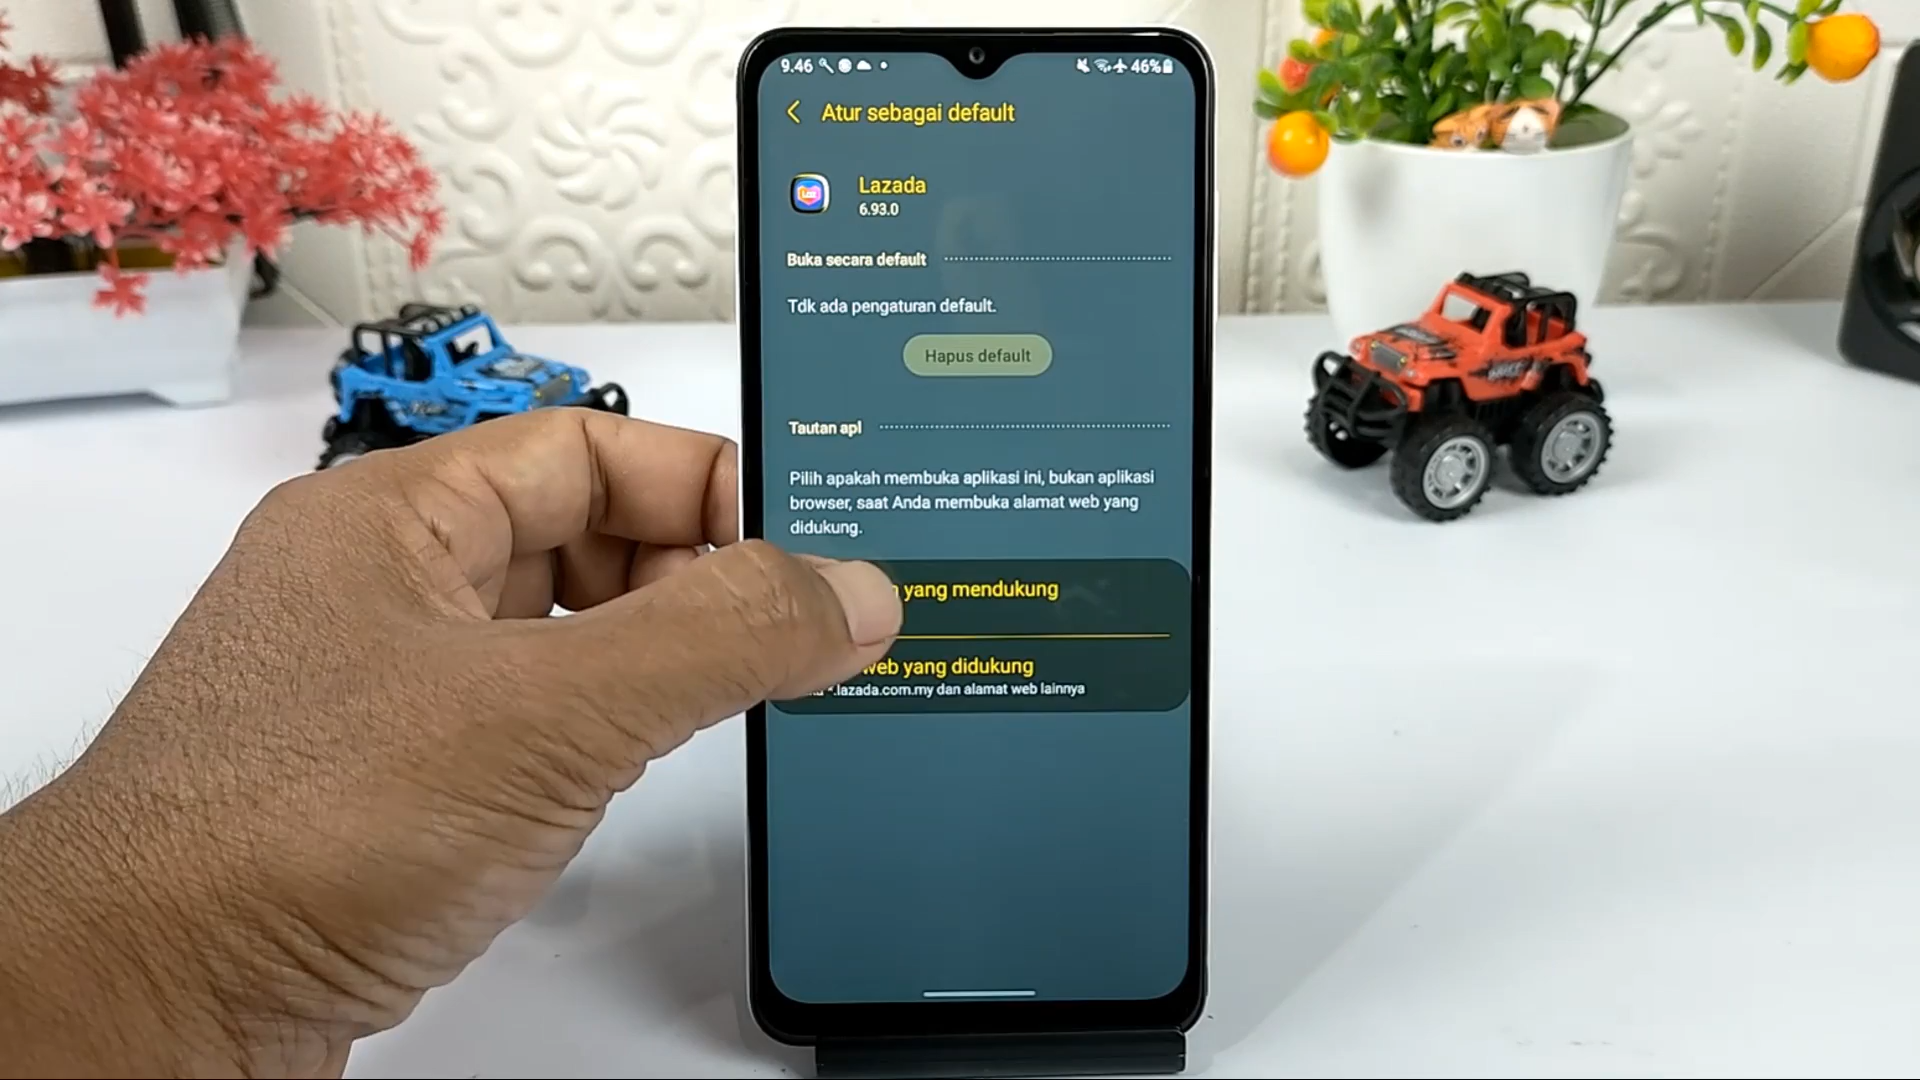 9.46
46%
Atur sebagai default
Lazada
6.93.0
Buka secara default
Tdk ada pengaturan default.
Hapus default
Tautan apl
Pilih apakah membuka aplikasi ini, bukan aplikasi
browser, saat Anda membuka alamat web yang
didukung.
yang mendukung
web yang didukung
*.lazada.com.my dan alamat web lainnya